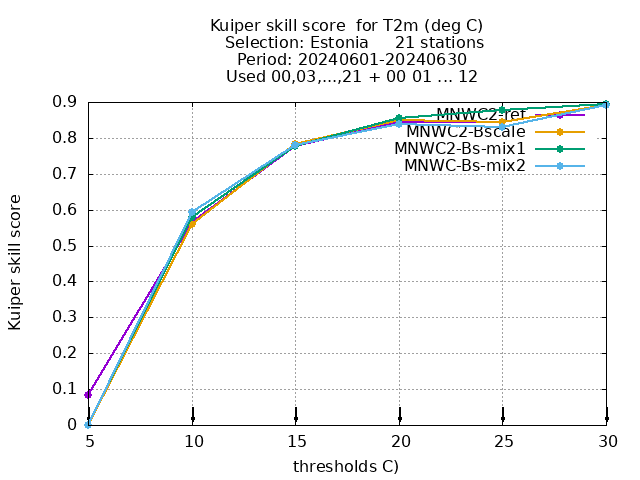 Kuiper skill score for T2m (deg C)
Selection: Estonia 21 stations
Period: 20240601-20240630
Used 00,03,...,21 + 00 01 ... 12
MNWC2-ref
MNWC2-Bscale
MNWC2-Bs-mix1
MNWC-Bs-mix2
Kuiper skill score
0.9
0.8
0.7
0.6
0.5
0.4
0.3
0.2
0.1
0
5 10 15 20 25 30
thresholds C)